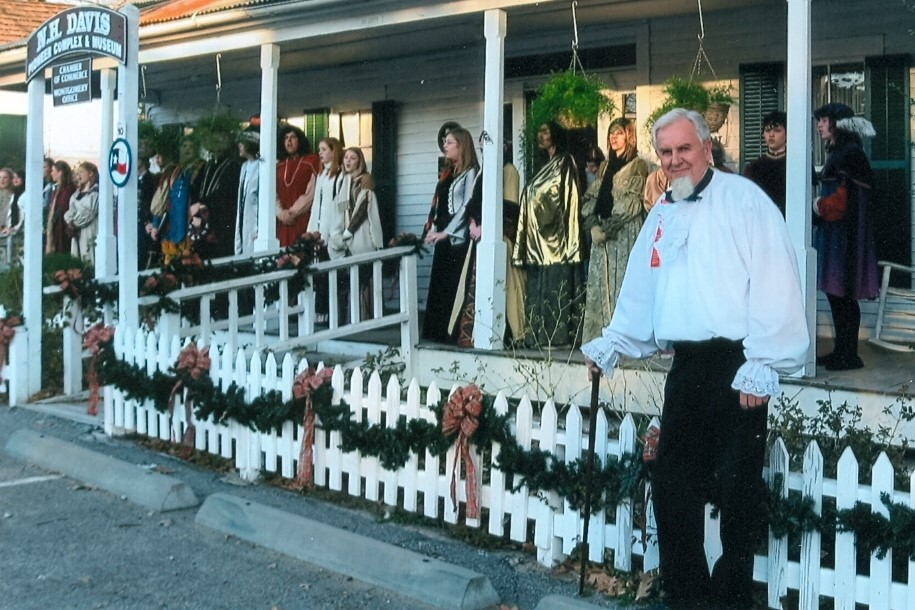 N.H. DAVIS
PIONEER COMPLEX & MUSEUM
CHAMBER
OF COMMERCE
MONTGOMERY
OFFICE